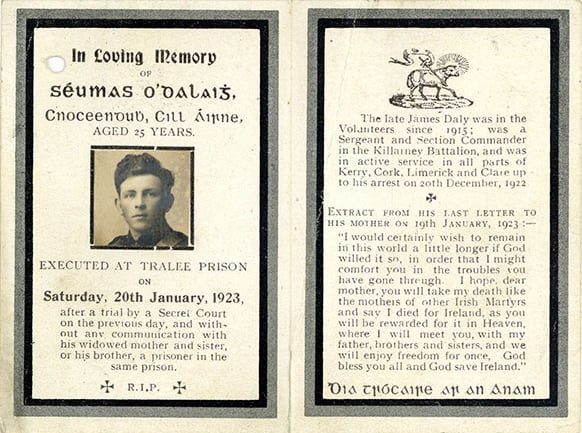 In Loving Memory
OF
Séumas O'Dalaiġ,
Cnoceenduḃ, Cill Áirne,
AGED 25 YEARS.
EXECUTED AT TRALEE PRISON
ON
Saturday, 20th January, 1923,
after a trial by a Secret Court
on the previous day, and with-
out any communication with
his widowed mother and sister,
or his brother, a prisoner in the
same prison.
✠ R.I.P. ✠
The late James Daly was in the
Volunteers since 1915; was a
Sergeant and Section Commander
in the Killarney Battalion, and was
in active service in all parts of
Kerry, Cork, Limerick and Clare up
to his arrest on 20th December, 1922.
✠
EXTRACT FROM HIS LAST LETTER TO
HIS MOTHER ON 19TH JANUARY, 1923 :—
"I would certainly wish to remain
in this world a little longer if God
willed it so, in order that I might
comfort you in the troubles you
have gone through. I hope, dear
mother, you will take my death like
the mothers of other Irish Martyrs
and say I died for Ireland, as you
will be rewarded for it in Heaven,
where I will meet you, with my
father, brothers and sisters, and we
will enjoy freedom for once, God
bless you all and God save Ireland."
Dia trócaire ar an Anam